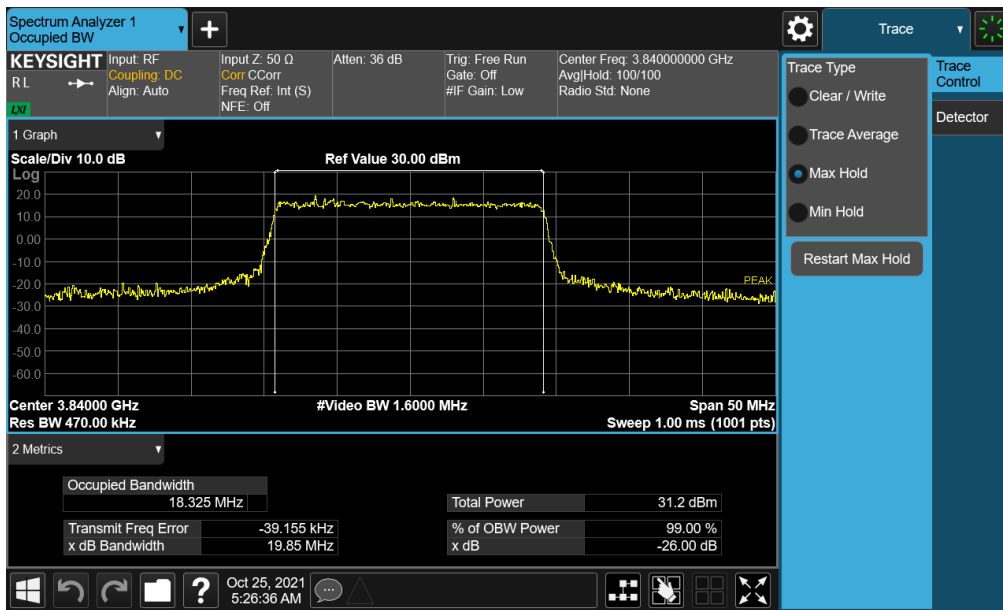 Spectrum Analyzer 1
Occupied BW
Trace
KEYSIGHT
R L
LXI
Input: RF
Coupling: DC
Align: Auto
Input Z: 50 Ω
Corr CCorr
Freq Ref: Int (S)
NFE: Off
Atten: 36 dB
Trig: Free Run
Gate: Off
#IF Gain: Low
Center Freq: 3.840000000 GHz
Avg|Hold: 100/100
Radio Std: None
1 Graph
Scale/Div 10.0 dB
Ref Value 30.00 dBm
Log
20.0
10.0
0.00
-10.0
-20.0
-30.0
-40.0
-50.0
-60.0
PEAK
Center 3.84000 GHz
#Video BW 1.6000 MHz
Span 50 MHz
Res BW 470.00 kHz
Sweep 1.00 ms (1001 pts)
2 Metrics
Occupied Bandwidth
18.325 MHz
Total Power 31.2 dBm
Transmit Freq Error -39.155 kHz
% of OBW Power 99.00 %
x dB Bandwidth 19.85 MHz
x dB -26.00 dB
Trace Type
Clear / Write
Trace Average
Max Hold
Min Hold
Restart Max Hold
Trace
Control
Detector
?
Oct 25, 2021
5:26:36 AM